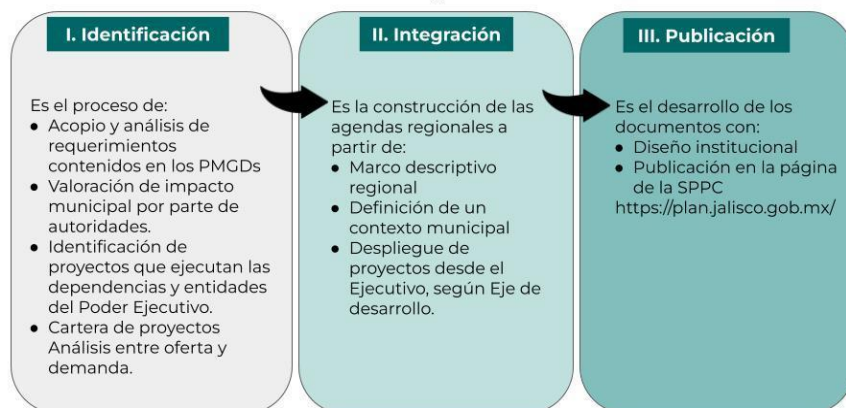 I. Identificación
Es el proceso de:
● Acopio y análisis de
requerimientos
contenidos en los PMGDs
● Valoración de impacto
municipal por parte de
autoridades.
● Identificación de
proyectos que ejecutan las
dependencias y entidades
del Poder Ejecutivo.
● Cartera de proyectos
Análisis entre oferta y
demanda.
II. Integración
Es la construcción de las
agendas regionales a
partir de:
● Marco descriptivo
regional
● Definición de un
contexto municipal
● Despliegue de
proyectos desde el
Ejecutivo, según Eje de
desarrollo.
III. Publicación
Es el desarrollo de los
documentos con:
● Diseño institucional
● Publicación en la página
de la SPPC
https://plan.jalisco.gob.mx/